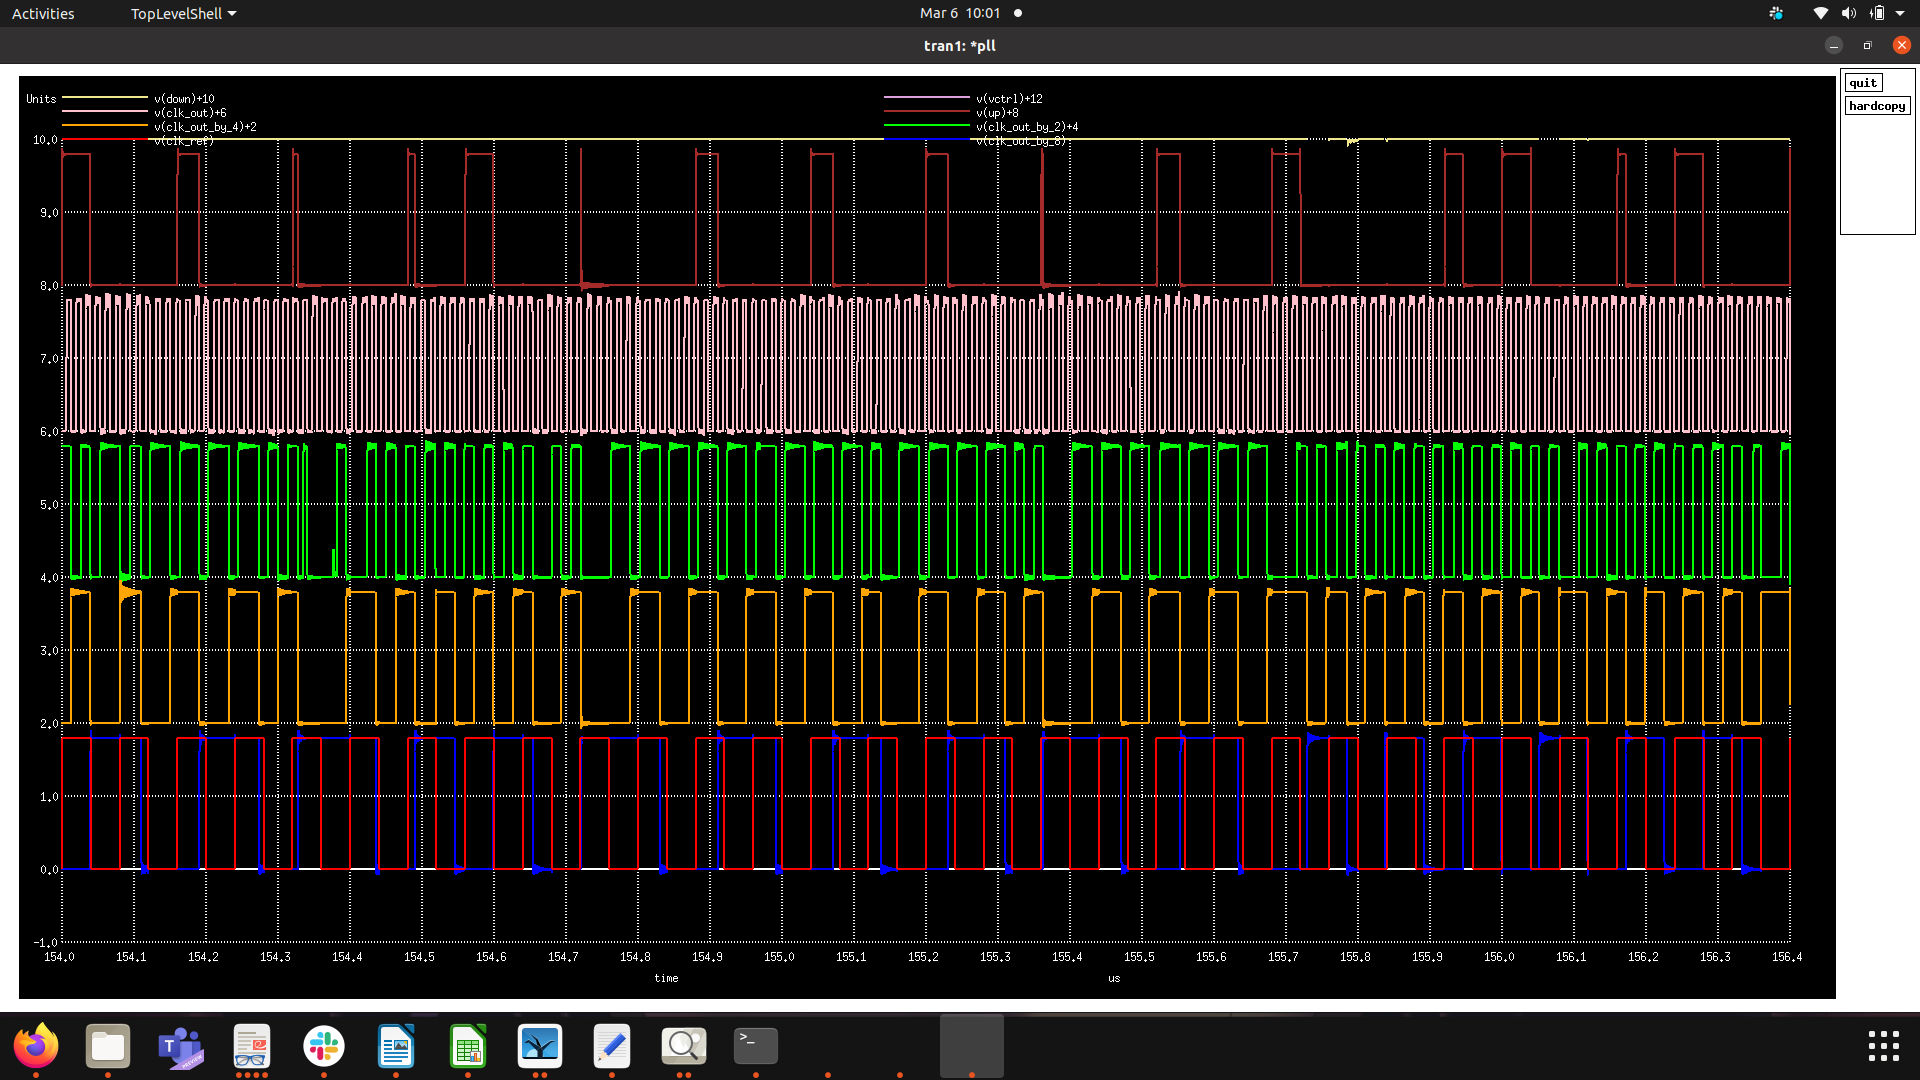 Activities TopLevelShell Mar 6 10:01
tran1: *pll
quit
hardcopy
Units v(down)+10 v(vctrl)+12
v(clk_out)+6 v(up)+8
v(clk_out_by_4)+2 v(clk_out_by_2)+4
v(clk_ref) v(clk_out_by_8)
10.0
9.0
8.0
7.0
6.0
5.0
4.0
3.0
2.0
1.0
0.0
-1.0
154.0 154.1 154.2 154.3 154.4 154.5 154.6 154.7 154.8 154.9 155.0 155.1 155.2 155.3 155.4 155.5 155.6 155.7 155.8 155.9 156.0 156.1 156.2 156.3 156.4
time us
T PREVIEW
>_